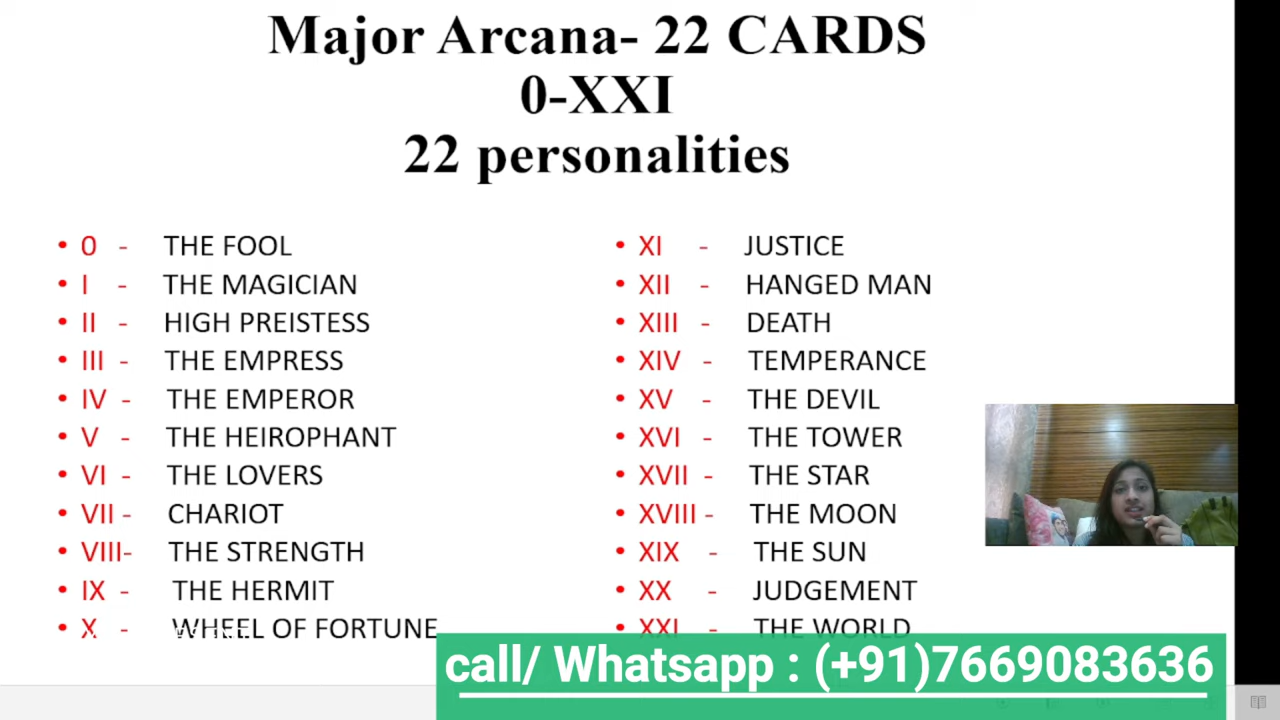 Major Arcana- 22 CARDS
0-XXI
22 personalities
• 0 - THE FOOL
• I - THE MAGICIAN
• II - HIGH PREISTESS
• III - THE EMPRESS
• IV - THE EMPEROR
• V - THE HEIROPHANT
• VI - THE LOVERS
• VII - CHARIOT
• VIII- THE STRENGTH
• IX - THE HERMIT
• X - WHEEL OF FORTUNE
• XI - JUSTICE
• XII - HANGED MAN
• XIII - DEATH
• XIV - TEMPERANCE
• XV - THE DEVIL
• XVI - THE TOWER
• XVII - THE STAR
• XVIII - THE MOON
• XIX - THE SUN
• XX - JUDGEMENT
• XXI - THE WORLD
call/ Whatsapp : (+91)7669083636